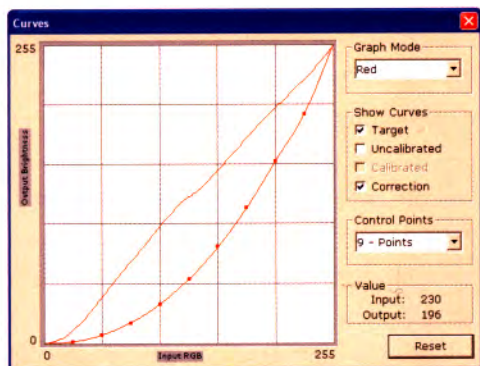 Curves
255
Output Brightness
0
0
Input RGB
255
Graph Mode
Red
Show Curves
Target
Uncalibrated
Calibrated
Correction
Control Points
9 - Points
Value
Input: 230
Output: 196
Reset